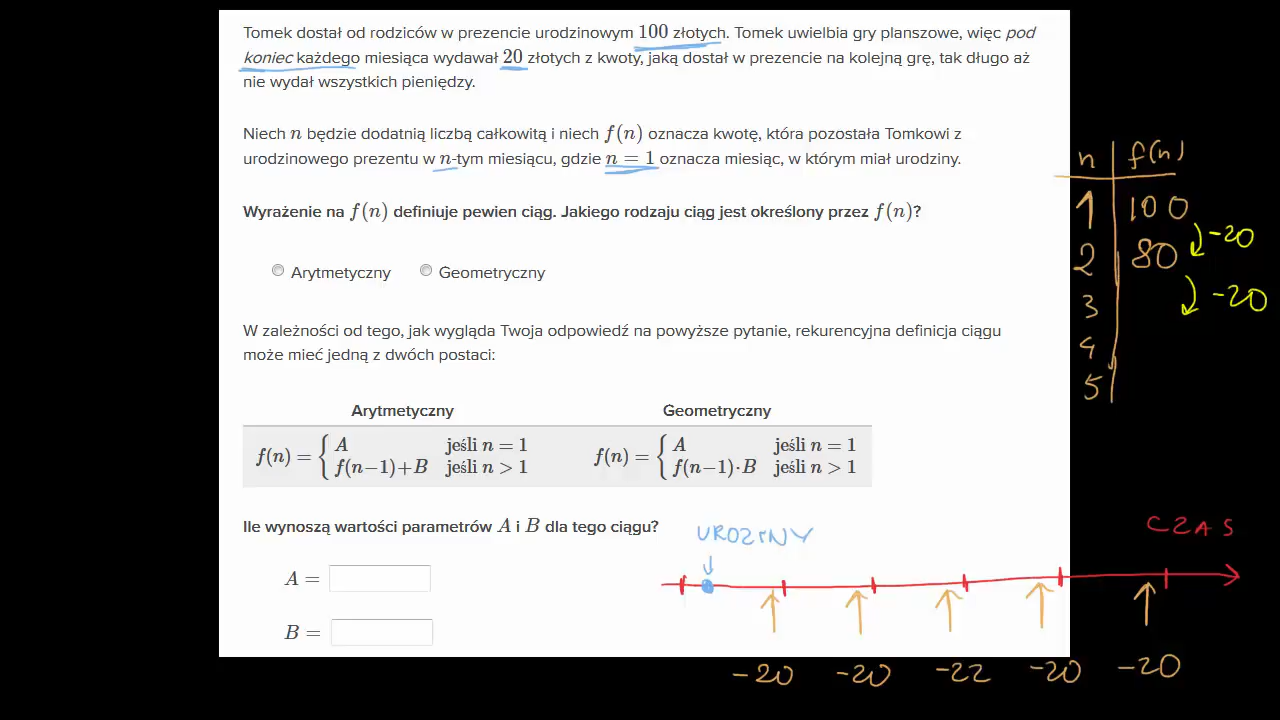 Tomek dostał od rodziców w prezencie urodzinowym 100 złotych. Tomek uwielbia gry planszowe, więc pod
koniec każdego miesiąca wydawał 20 złotych z kwoty, jaką dostał w prezencie na kolejną grę, tak długo aż
nie wydał wszystkich pieniędzy.
Niech n będzie dodatnią liczbą całkowitą i niech f(n) oznacza kwotę, która pozostała Tomkowi z
urodzinowego prezentu w n-tym miesiącu, gdzie n = 1 oznacza miesiąc, w którym miał urodziny.
Wyrażenie na f(n) definiuje pewien ciąg. Jakiego rodzaju ciąg jest określony przez f(n)?
Arytmetyczny Geometryczny
W zależności od tego, jak wygląda Twoja odpowiedź na powyższe pytanie, rekurencyjna definicja ciągu
może mieć jedną z dwóch postaci:
Arytmetyczny Geometryczny
f(n) = { A jeśli n = 1
f(n−1)+B jeśli n > 1
f(n) = { A jeśli n = 1
f(n−1)·B jeśli n > 1
Ile wynoszą wartości parametrów A i B dla tego ciągu?
A =
B =
n f(n)
1 100
-20
2 80
-20
3
4
5
URODZINY
CZAS
-20 -20 -22 -20 -20